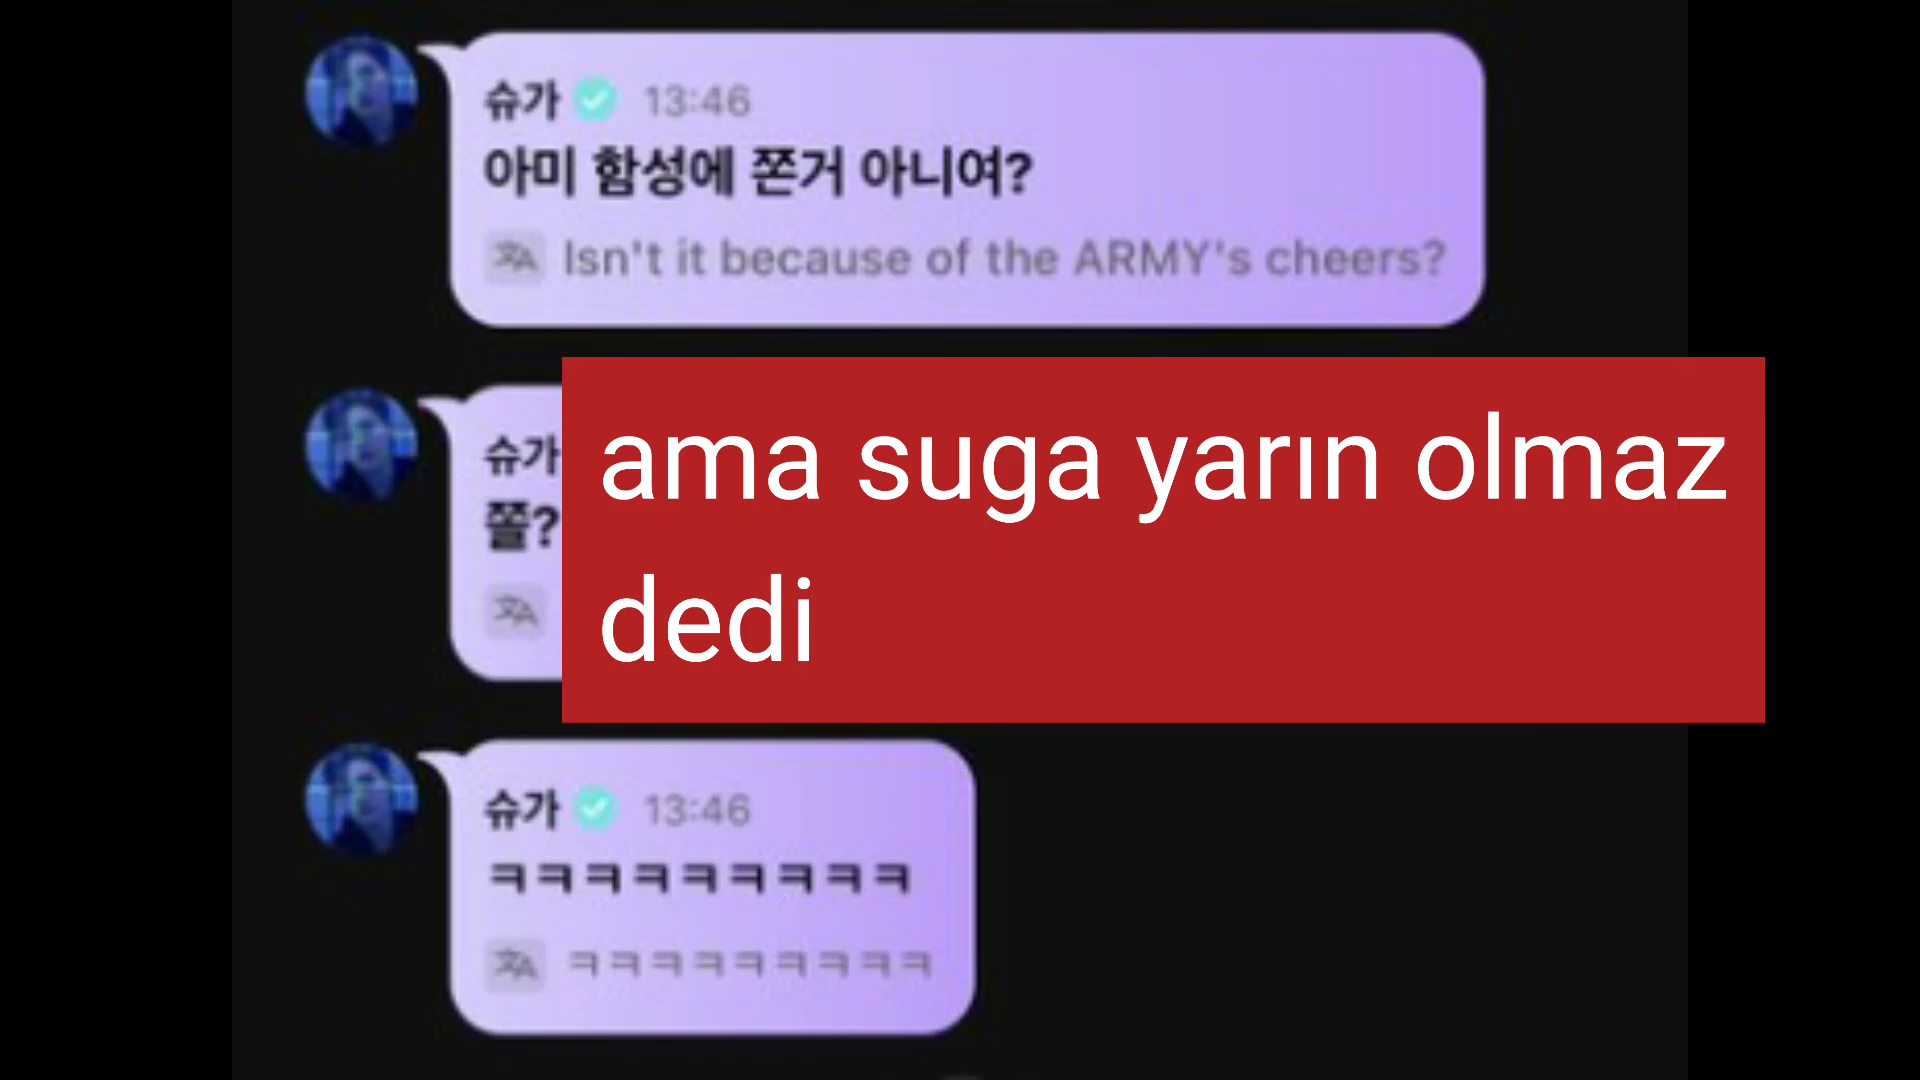 슈가 13:46
아미 함성에 쫀거 아니여?
Isn't it because of the ARMY's cheers?
슈가
쫄?
ama suga yarın olmaz
dedi
슈가 13:46
ㅋㅋㅋㅋㅋㅋㅋㅋㅋ
ㅋㅋㅋㅋㅋㅋㅋㅋㅋ